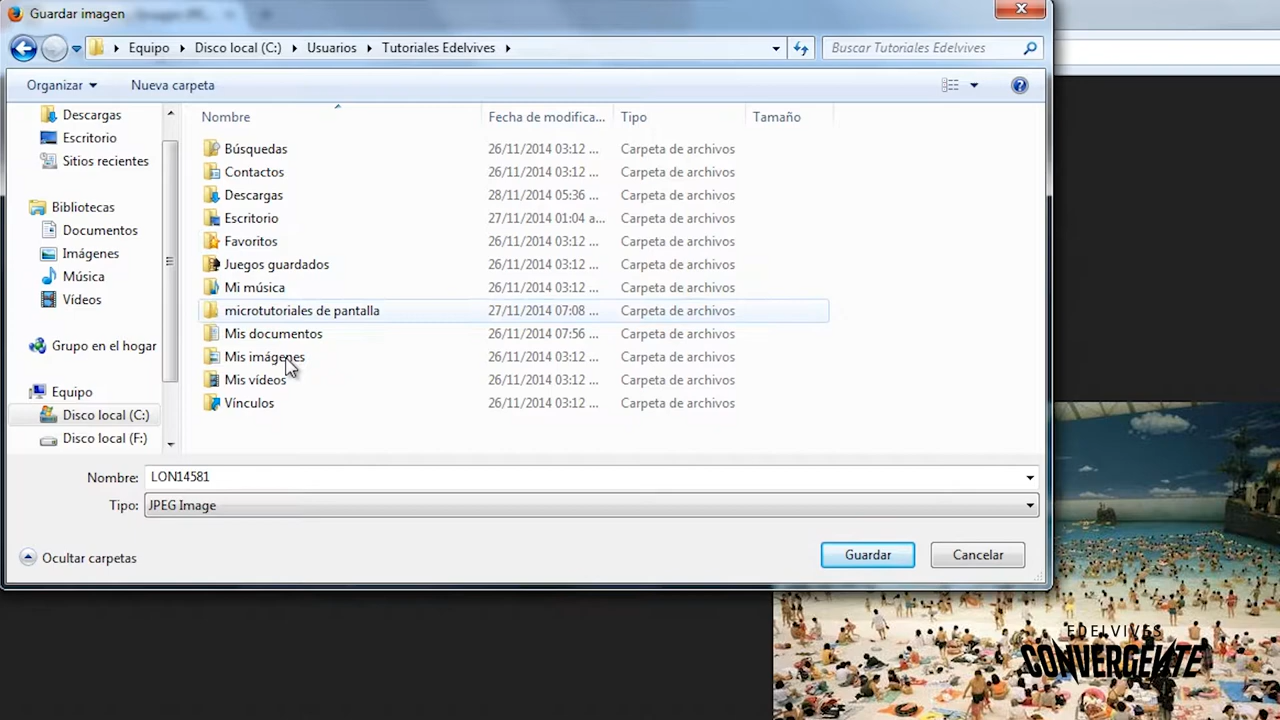 Guardar imagen
Equipo
Disco local (C:)
Usuarios
Tutoriales Edelvives
Buscar Tutoriales Edelvives
Organizar
Nueva carpeta
Descargas
Escritorio
Sitios recientes
Bibliotecas
Documentos
Imágenes
Música
Vídeos
Grupo en el hogar
Equipo
Disco local (C:)
Disco local (F:)
Nombre Fecha de modifica... Tipo Tamaño
Búsquedas 26/11/2014 03:12 ... Carpeta de archivos
Contactos 26/11/2014 03:12 ... Carpeta de archivos
Descargas 28/11/2014 05:36 ... Carpeta de archivos
Escritorio 27/11/2014 01:04 a... Carpeta de archivos
Favoritos 26/11/2014 03:12 ... Carpeta de archivos
Juegos guardados 26/11/2014 03:12 ... Carpeta de archivos
Mi música 26/11/2014 03:12 ... Carpeta de archivos
microtutoriales de pantalla 27/11/2014 07:08 ... Carpeta de archivos
Mis documentos 26/11/2014 07:56 ... Carpeta de archivos
Mis imágenes 26/11/2014 03:12 ... Carpeta de archivos
Mis vídeos 26/11/2014 03:12 ... Carpeta de archivos
Vínculos 26/11/2014 03:12 ... Carpeta de archivos
Nombre: LON14581
Tipo: JPEG Image
Ocultar carpetas
Guardar
Cancelar
EDELVIVES
CONVERGENTE